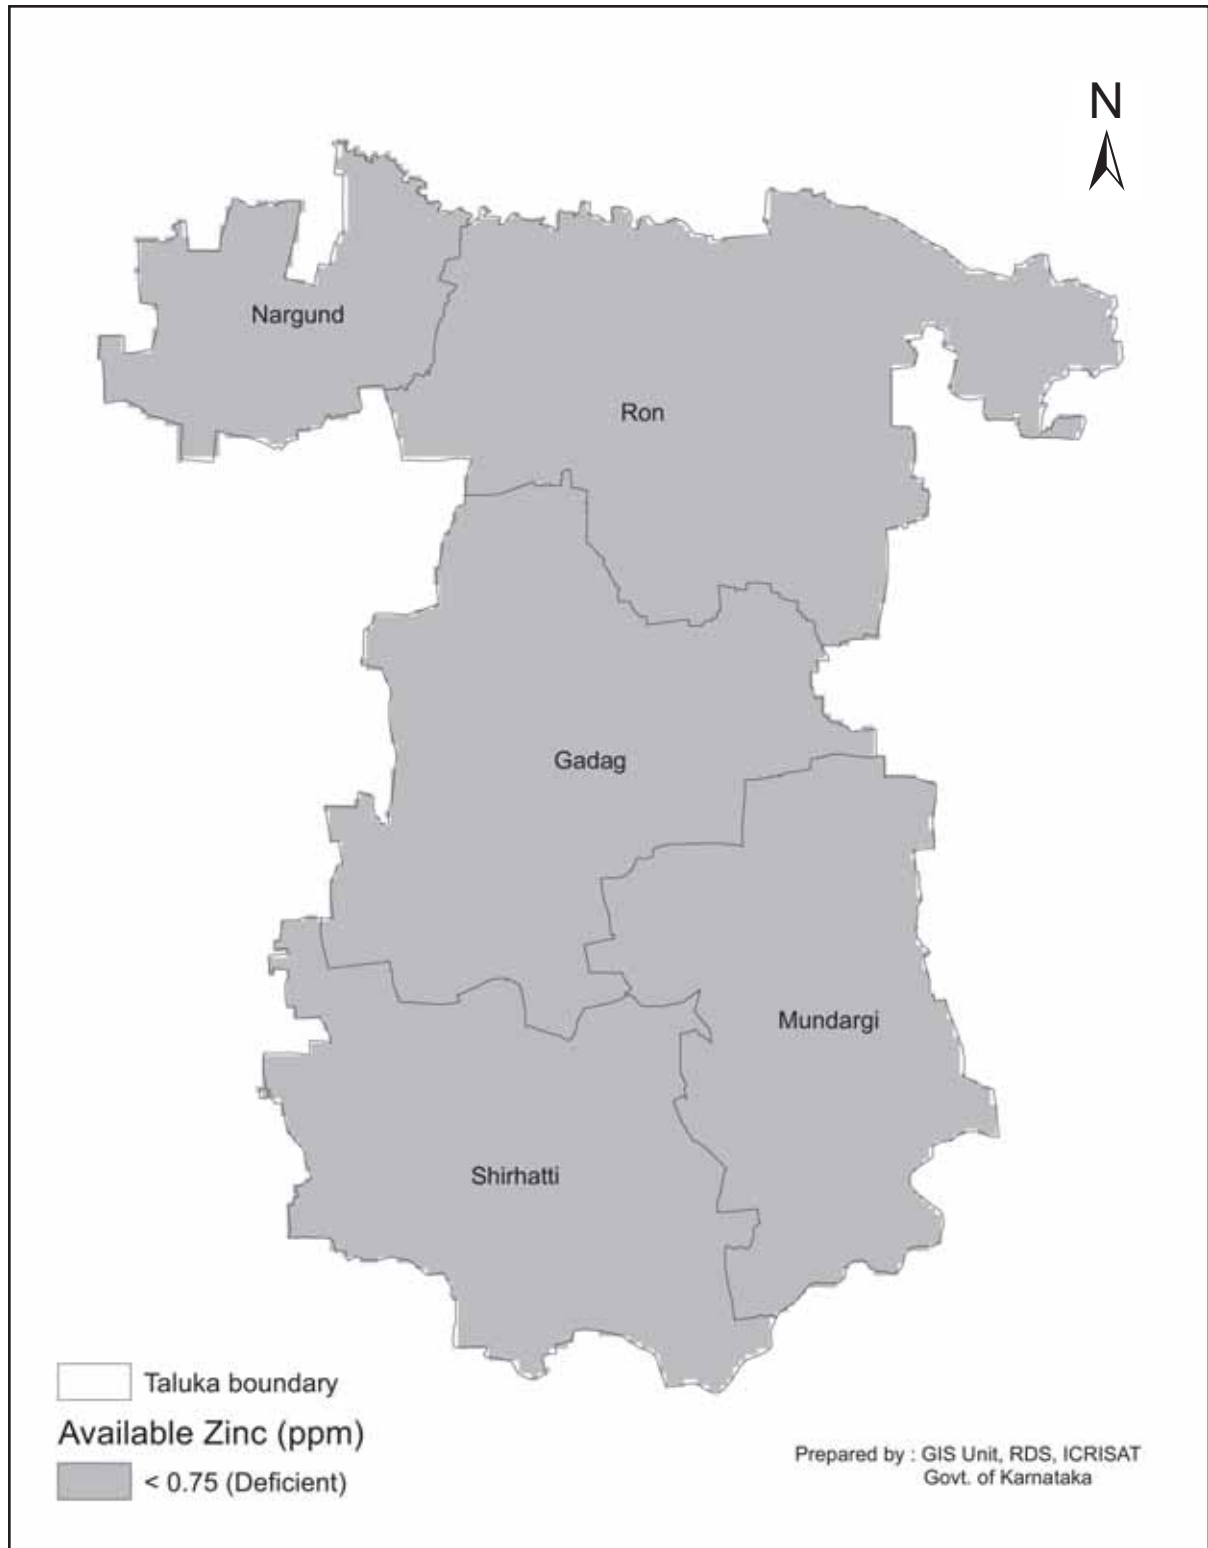 N
Nargund
Ron
Gadag
Mundargi
Shirhatti
Taluka boundary
Available Zinc (ppm)
< 0.75 (Deficient)
Prepared by : GIS Unit, RDS, ICRISAT
Govt. of Karnataka